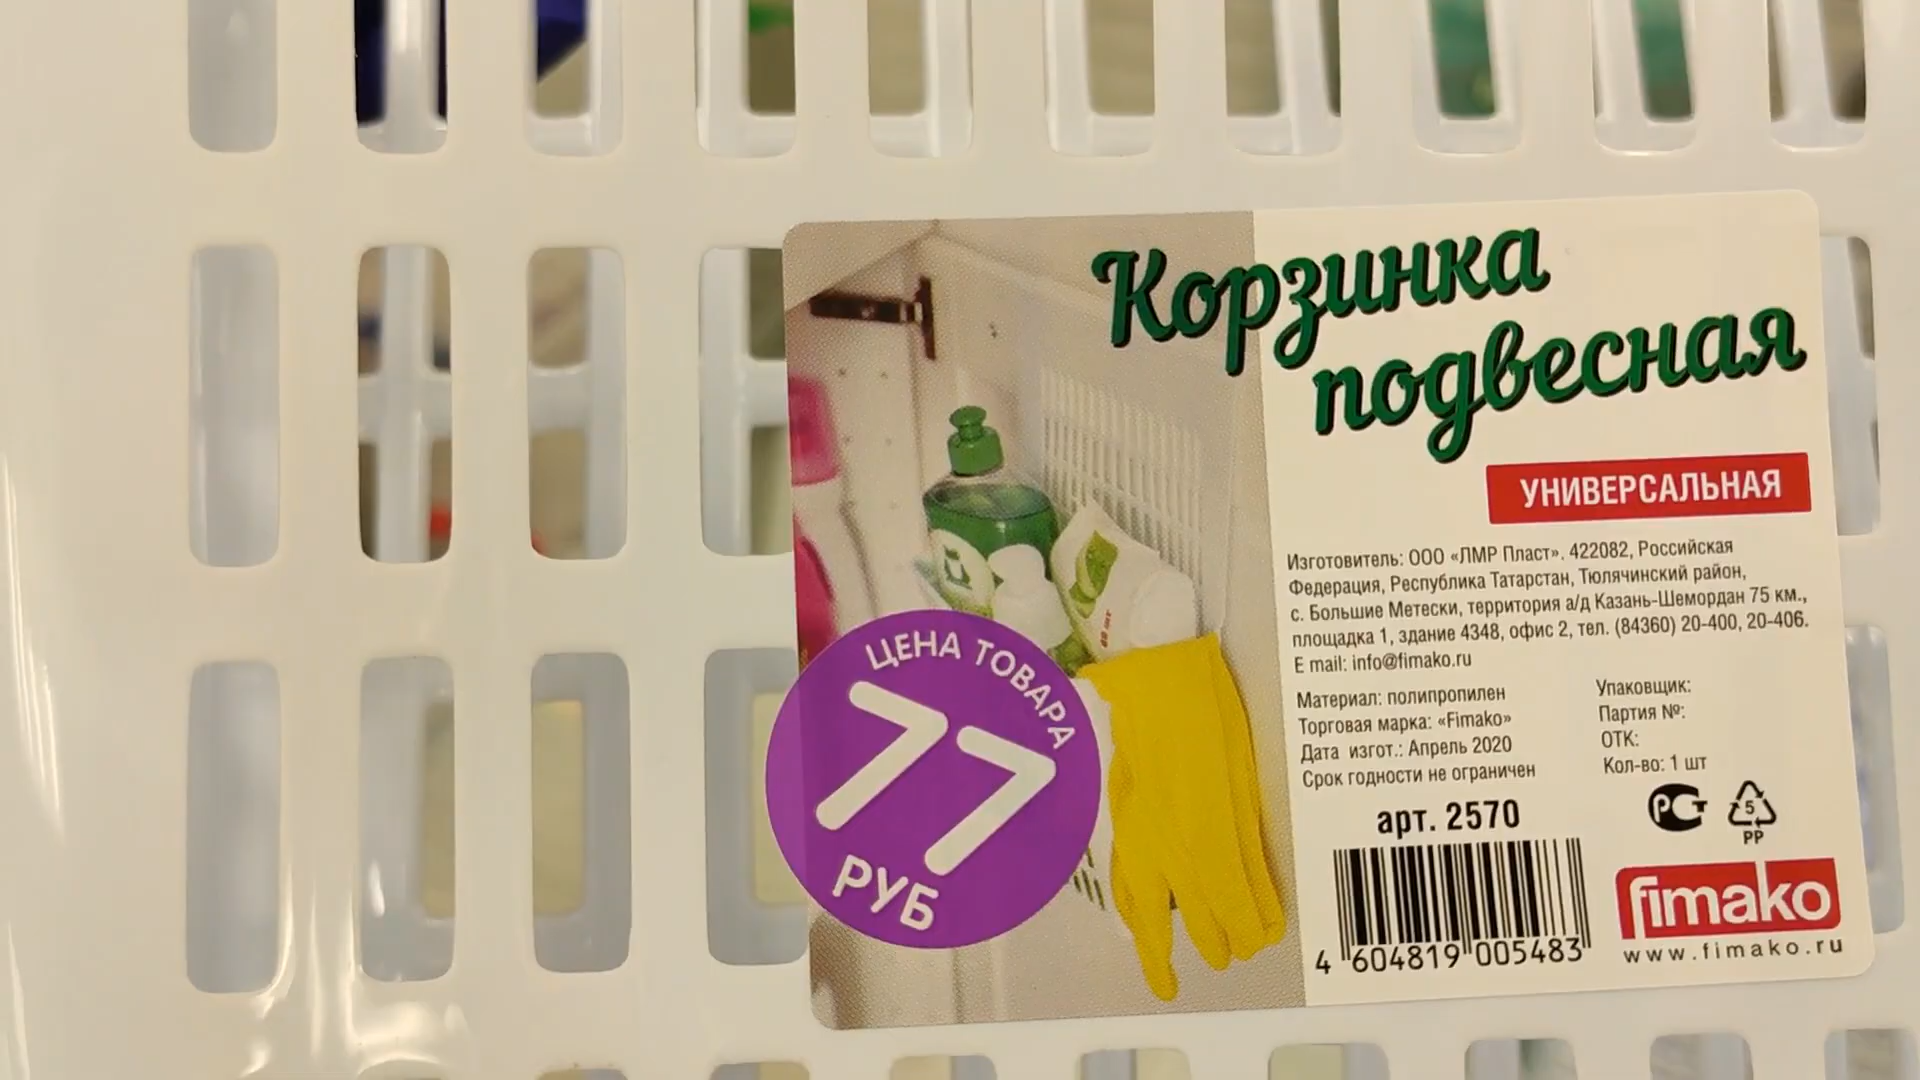 Корзинка
подвесная
УНИВЕРСАЛЬНАЯ
Изготовитель: ООО «ЛМР Пласт». 422082, Российская
Федерация, Республика Татарстан, Тюлячинский район,
с. Большие Метески, территория а/д Казань-Шемордан 75 км.,
площадка 1, здание 4348, офис 2, тел. (84360) 20-400, 20-406.
E mail: info@fimako.ru
Материал: полипропилен
Торговая марка: «Fimako»
Дата изгот.: Апрель 2020
Срок годности не ограничен
Упаковщик:
Партия №:
ОТК:
Кол-во: 1 шт
арт. 2570
4 604819 005483
РСТ
5
PP
fimako
www.fimako.ru
ЦЕНА ТОВАРА
77
РУБ